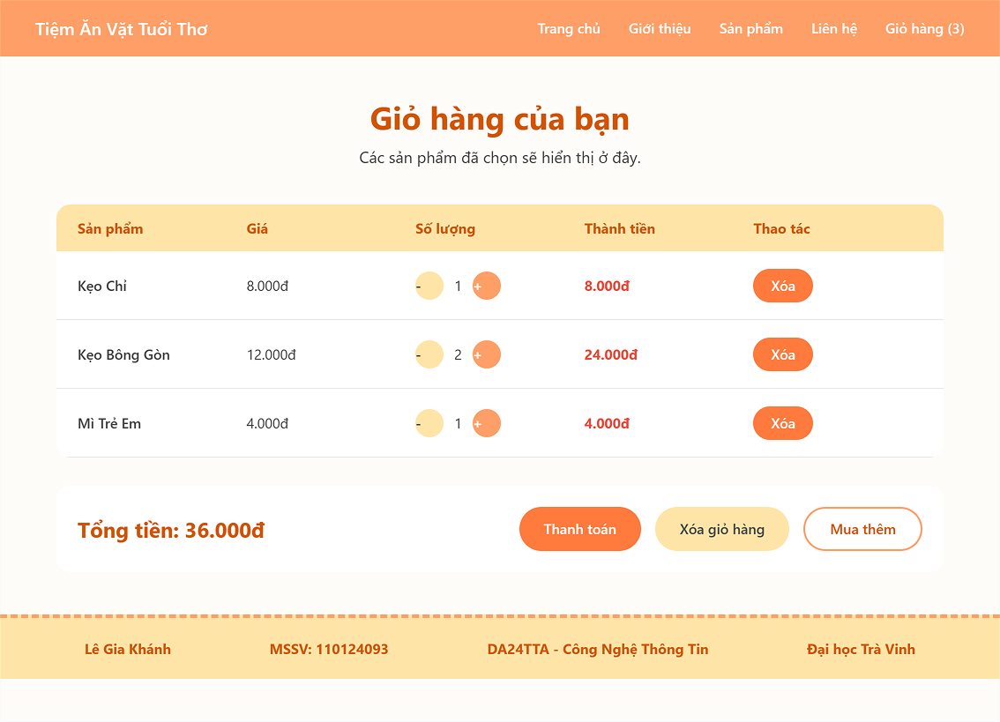 Tiệm Ăn Vặt Tuổi Thơ Trang chủ Giới thiệu Sản phẩm Liên hệ Giỏ hàng (3)
Giỏ hàng của bạn
Các sản phẩm đã chọn sẽ hiển thị ở đây.
Sản phẩm Giá Số lượng Thành tiền Thao tác
Kẹo Chỉ 8.000đ - 1 + 8.000đ Xóa
Kẹo Bông Gòn 12.000đ - 2 + 24.000đ Xóa
Mì Trẻ Em 4.000đ - 1 + 4.000đ Xóa
Tổng tiền: 36.000đ Thanh toán Xóa giỏ hàng Mua thêm
Lê Gia Khánh MSSV: 110124093 DA24TTA - Công Nghệ Thông Tin Đại học Trà Vinh